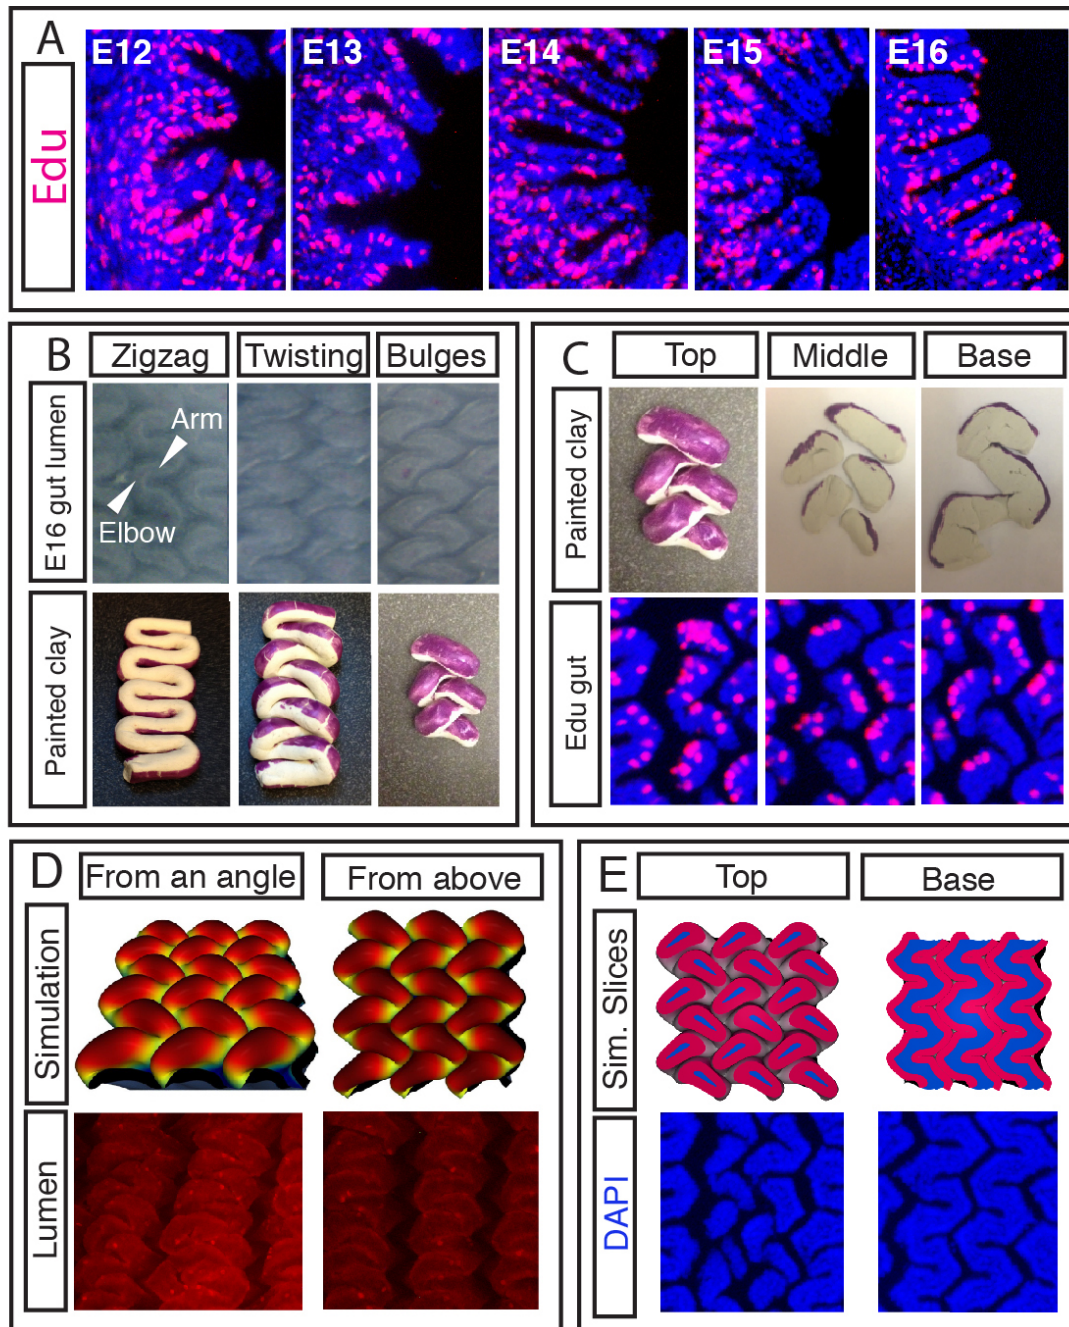 A
E12
E13
E14
E15
E16
Edu
B
Zigzag
Twisting
Bulges
E16 gut lumen
Arm
Elbow
Painted clay
C
Top
Middle
Base
Painted clay
Edu gut
D
From an angle
From above
Simulation
Lumen
E
Top
Base
Sim. Slices
DAPI